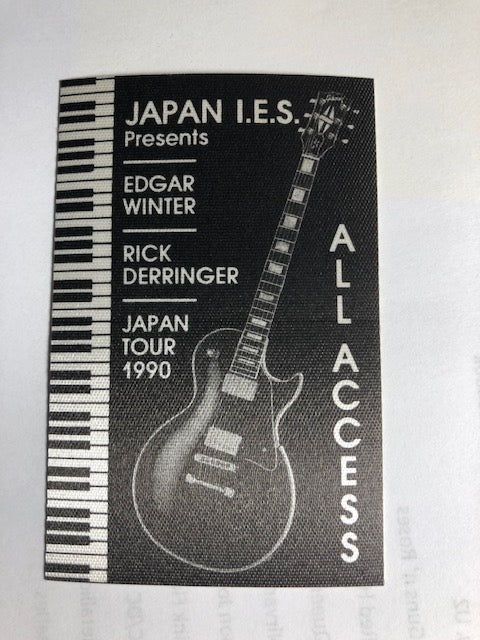 JAPAN I.E.S.
Presents
EDGAR
WINTER
RICK
DERRINGER
JAPAN
TOUR
1990
ALL ACCESS